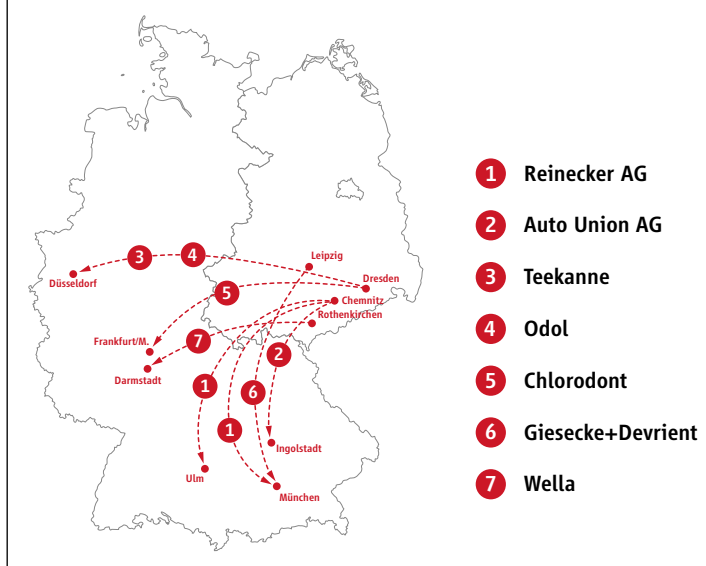 Leipzig
3
4
Dresden
Düsseldorf
5
Chemnitz
Rothenkirchen
Frankfurt/M.
7
2
Darmstadt
1
6
1
Ingolstadt
Ulm
München
1 Reinecker AG
2 Auto Union AG
3 Teekanne
4 Odol
5 Chlorodont
6 Giesecke+Devrient
7 Wella